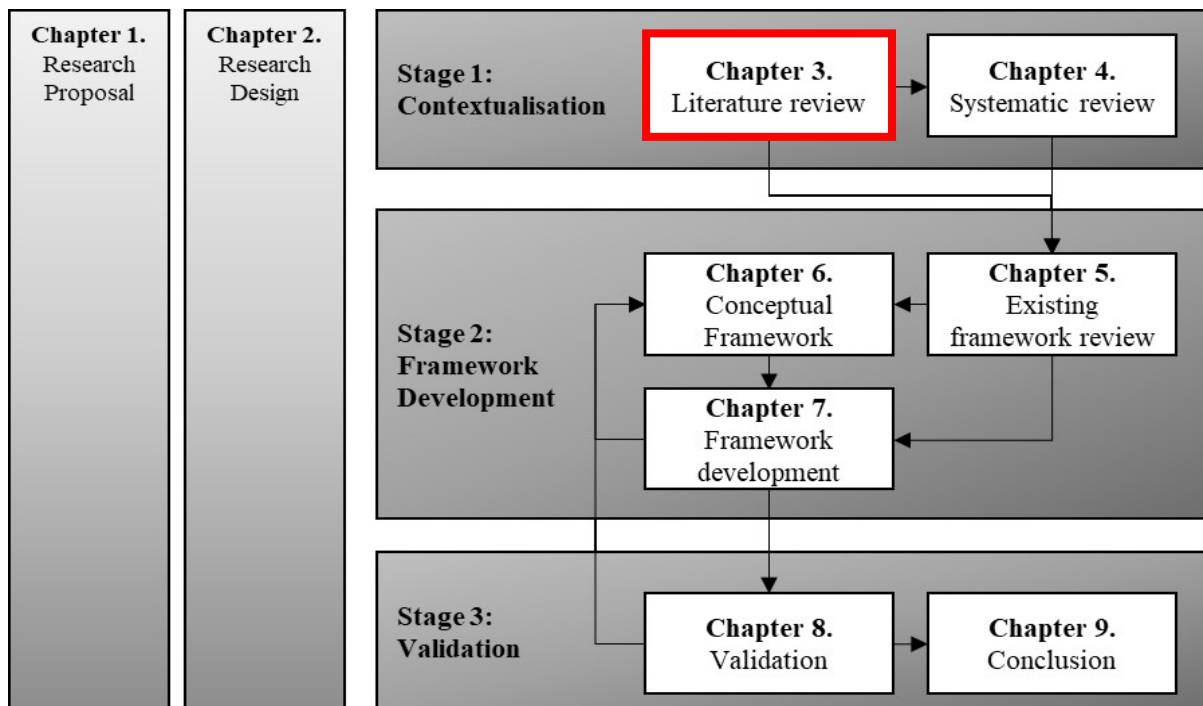 Chapter 1.
Research
Proposal
Chapter 2.
Research
Design
Stage 1:
Contextualisation
Chapter 3.
Literature review
Chapter 4.
Systematic review
Stage 2:
Framework
Development
Chapter 6.
Conceptual
Framework
Chapter 5.
Existing
framework review
Chapter 7.
Framework
development
Stage 3:
Validation
Chapter 8.
Validation
Chapter 9.
Conclusion